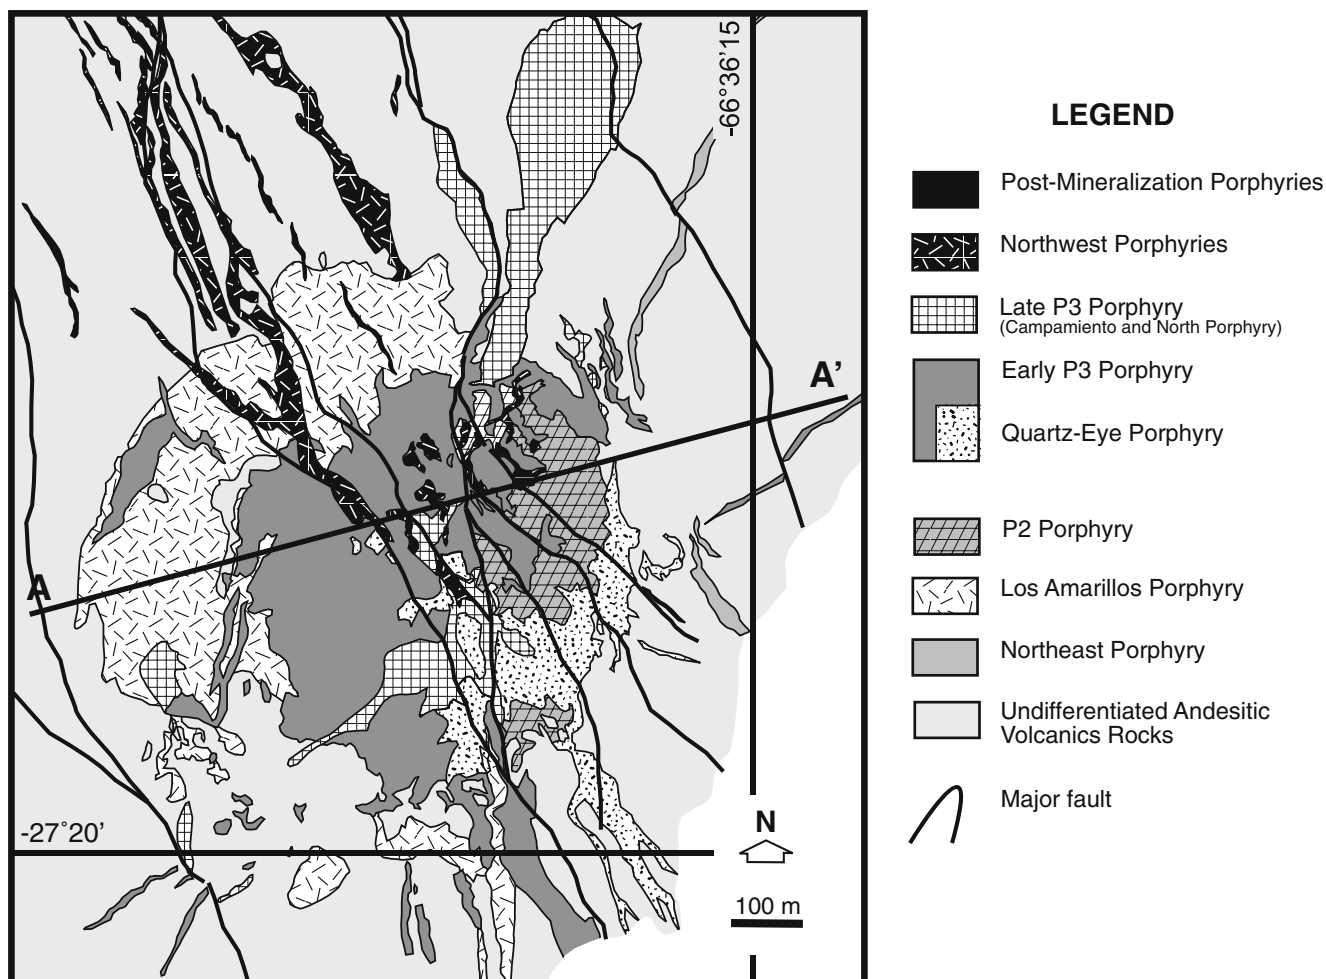 -66°36'15
A'
A
-27°20'
N
100 m
LEGEND
Post-Mineralization Porphyries
Northwest Porphyries
Late P3 Porphyry
(Campamiento and North Porphyry)
Early P3 Porphyry
Quartz-Eye Porphyry
P2 Porphyry
Los Amarillos Porphyry
Northeast Porphyry
Undifferentiated Andesitic
Volcanics Rocks
Major fault